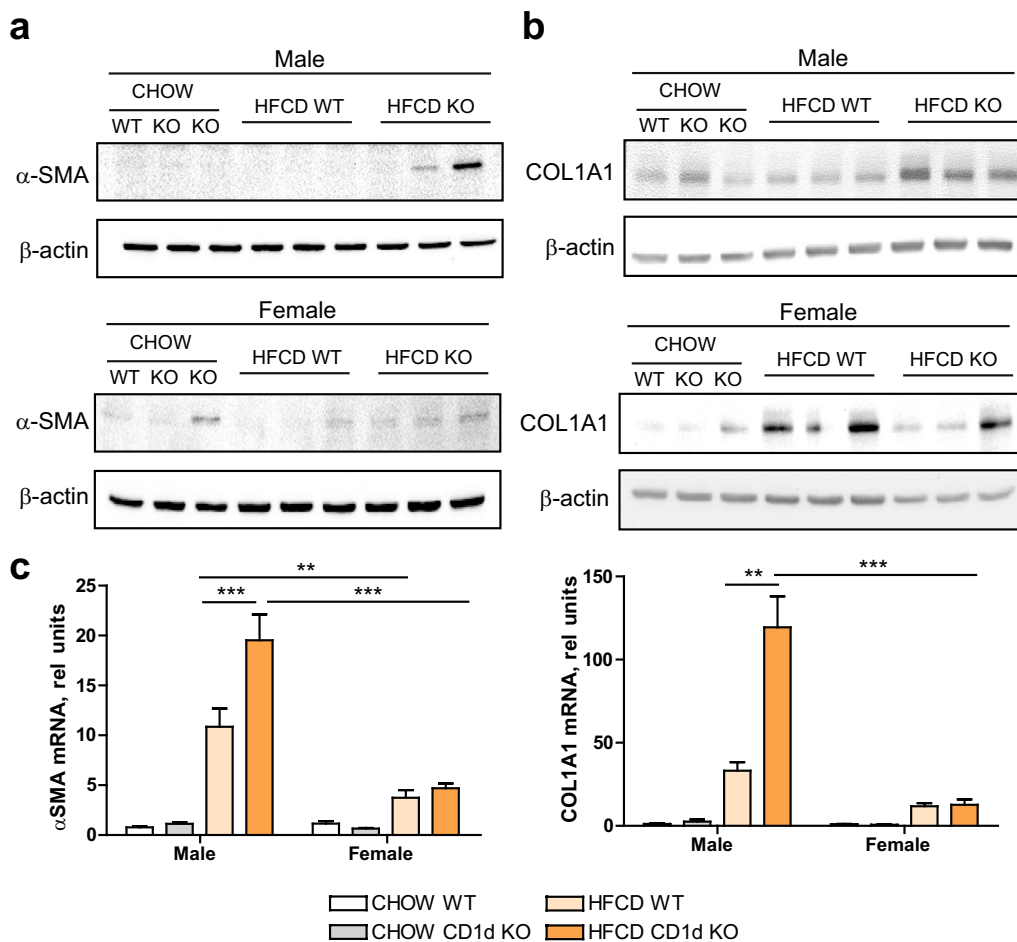 a
Male
CHOW
HFCD WT
HFCD KO
WT KO KO
α-SMA
β-actin
Female
CHOW
HFCD WT
HFCD KO
WT KO KO
α-SMA
β-actin
b
Male
CHOW
HFCD WT
HFCD KO
WT KO KO
COL1A1
β-actin
Female
CHOW
HFCD WT
HFCD KO
WT KO KO
COL1A1
β-actin
c
αSMA mRNA, rel units
25
20
15
10
5
0
**
***
***
Male
Female
COL1A1 mRNA, rel units
150
100
50
0
**
***
Male
Female
CHOW WT
HFCD WT
CHOW CD1d KO
HFCD CD1d KO